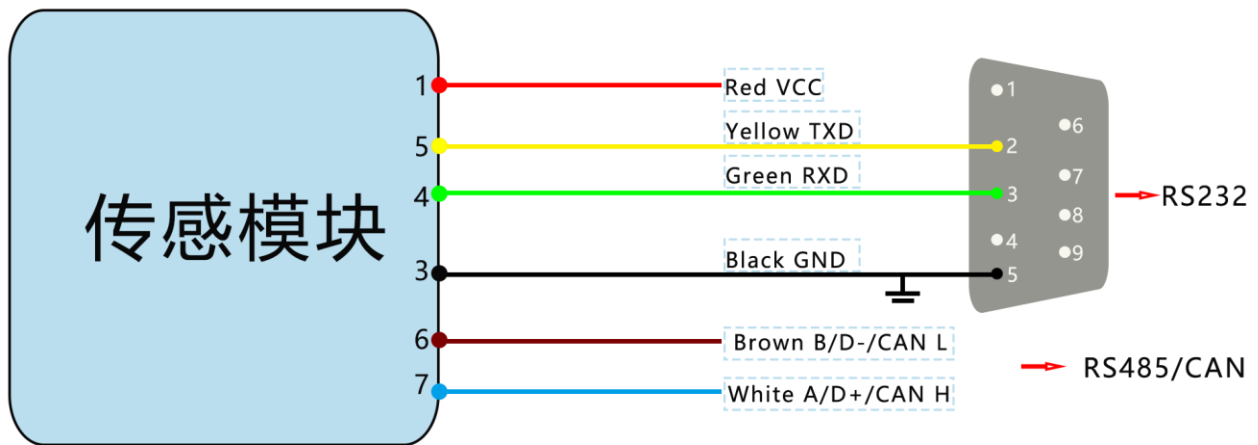 传感模块
1
Red VCC
5
Yellow TXD
4
Green RXD
3
Black GND
6
Brown B/D-/CAN L
7
White A/D+/CAN H
1
6
2
7
3
8
4
9
5
RS232
RS485/CAN